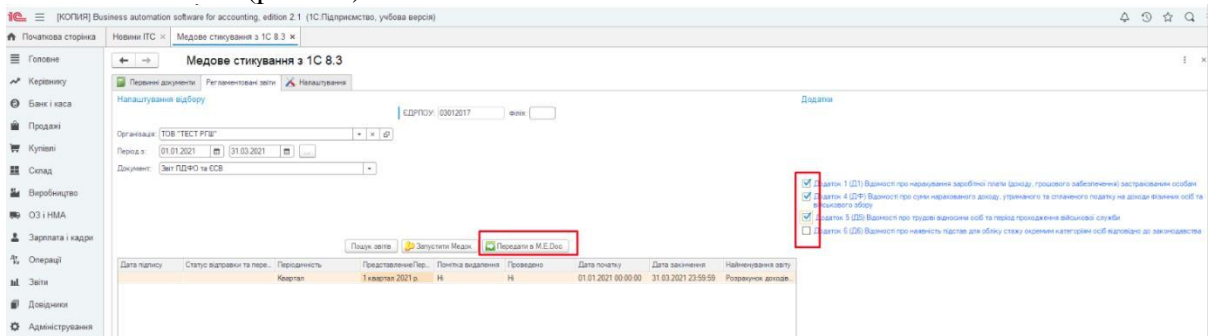 1С [КОПИЯ] Business automation software for accounting, edition 2.1 (1С:Підприємство, учбова версія)
Початкова сторінка Новини ІТС × Медове стикування з 1С 8.3 ×
Головне
Керівнику
Банк і каса
Продажі
Купівлі
Склад
Виробництво
ОЗ і НМА
Зарплата і кадри
Операції
Звіти
Довідники
Адміністрування
Медове стикування з 1С 8.3
Первинні документи Регламентовані звіти Налаштування
Налаштування відбору
ЄДРПОУ: 03012017 Філія:
Організація: ТОВ "ТЕСТ РПШ"
Період з: 01.01.2021 31.03.2021 ...
Документ: Звіт ПДФО та ЄСВ
Пошук звітів Запустити Медок Передати в M.E.Doc
Дата підпису Статус відправки та пере... Періодичність ПредставлениеПер... Помітка видалення Проведено Дата початку Дата закінчення Найменування звіту
Квартал 1 квартал 2021 р. Ні Ні 01.01.2021 00:00:00 31.03.2021 23:59:59 Розрахунок доходів...
Додатки
Додаток 1 (Д1) Відомості про нарахування заробітної плати (доходу, грошового забезпечення) застрахованим особам
Додаток 4 (ДФ) Відомості про суми нарахованого доходу, утриманого та сплаченого податку на доходи фізичних осіб та
військового збору
Додаток 5 (Д5) Відомості про трудові відносини осіб та період проходження військової служби
Додаток 6 (Д6) Відомості про наявність підстав для обліку стажу окремим категоріям осіб відповідно до законодавства